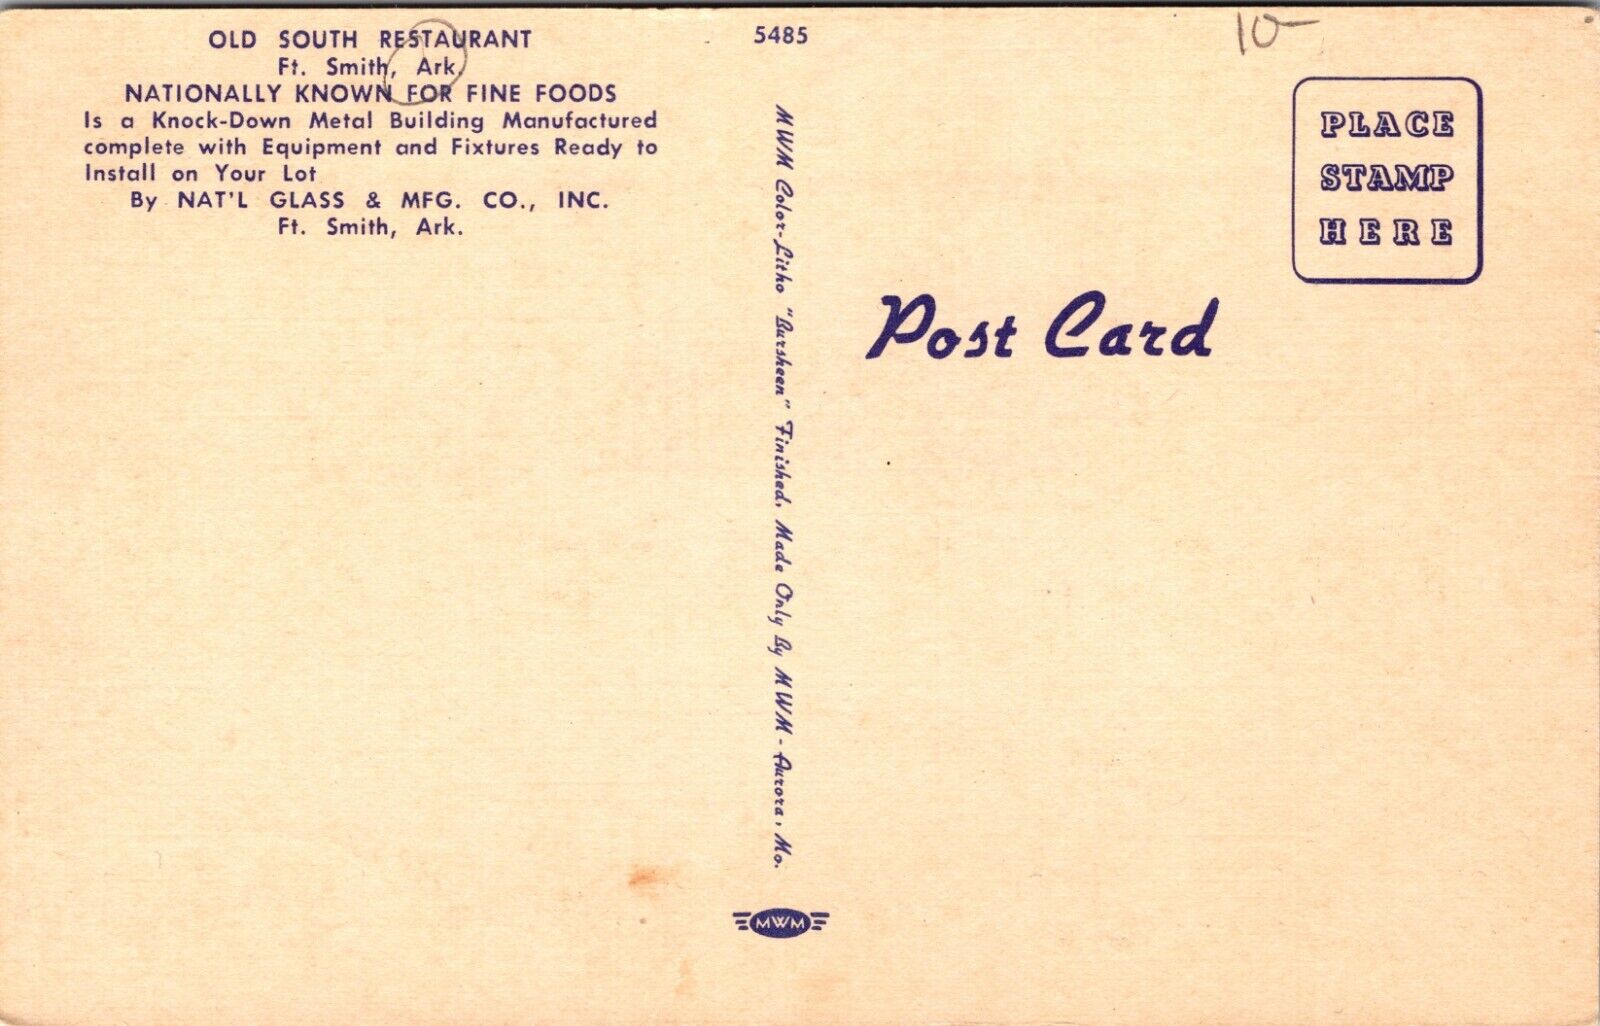 OLD SOUTH RESTAURANT
Ft. Smith, Ark.
NATIONALLY KNOWN FOR FINE FOODS
Is a Knock-Down Metal Building Manufactured
complete with Equipment and Fixtures Ready to
Install on Your Lot
By NAT'L GLASS & MFG. CO., INC.
Ft. Smith, Ark.
5485
MWM Color-Litho "Bursheen" Finished, Made Only By MWM - Aurora, Mo.
MWM
10-
PLACE
STAMP
HERE
Post Card